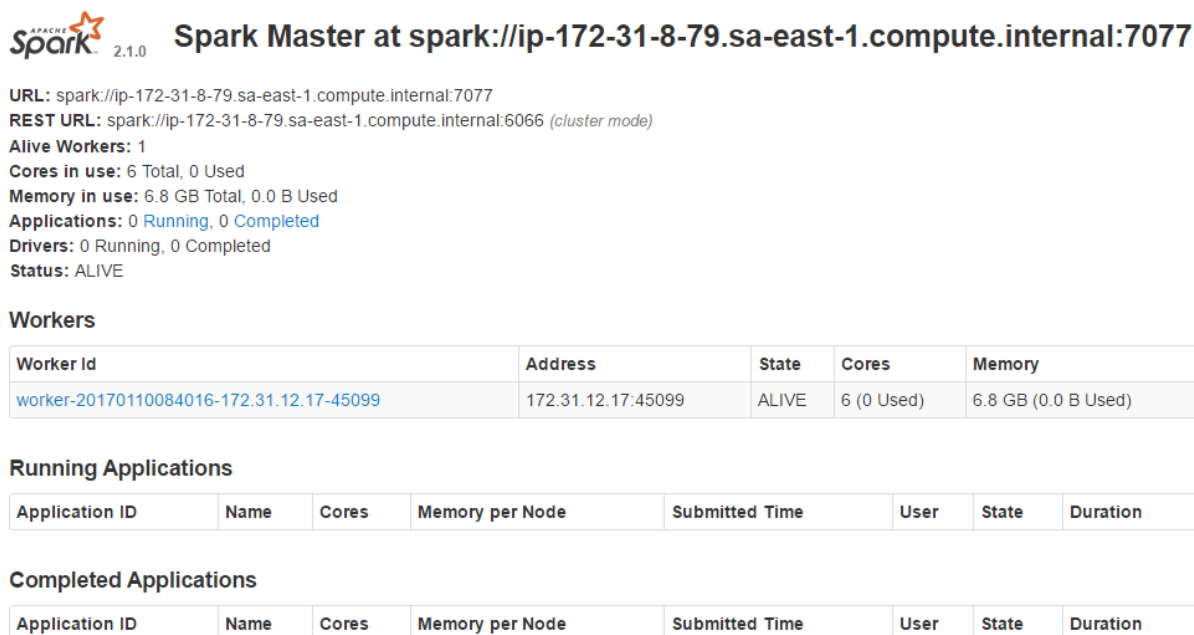 APACHE Spark 2.1.0 Spark Master at spark://ip-172-31-8-79.sa-east-1.compute.internal:7077
URL: spark://ip-172-31-8-79.sa-east-1.compute.internal:7077
REST URL: spark://ip-172-31-8-79.sa-east-1.compute.internal:6066 (cluster mode)
Alive Workers: 1
Cores in use: 6 Total, 0 Used
Memory in use: 6.8 GB Total, 0.0 B Used
Applications: 0 Running, 0 Completed
Drivers: 0 Running, 0 Completed
Status: ALIVE
Workers
Worker Id Address State Cores Memory
worker-20170110084016-172.31.12.17-45099 172.31.12.17:45099 ALIVE 6 (0 Used) 6.8 GB (0.0 B Used)
Running Applications
Application ID Name Cores Memory per Node Submitted Time User State Duration
Completed Applications
Application ID Name Cores Memory per Node Submitted Time User State Duration